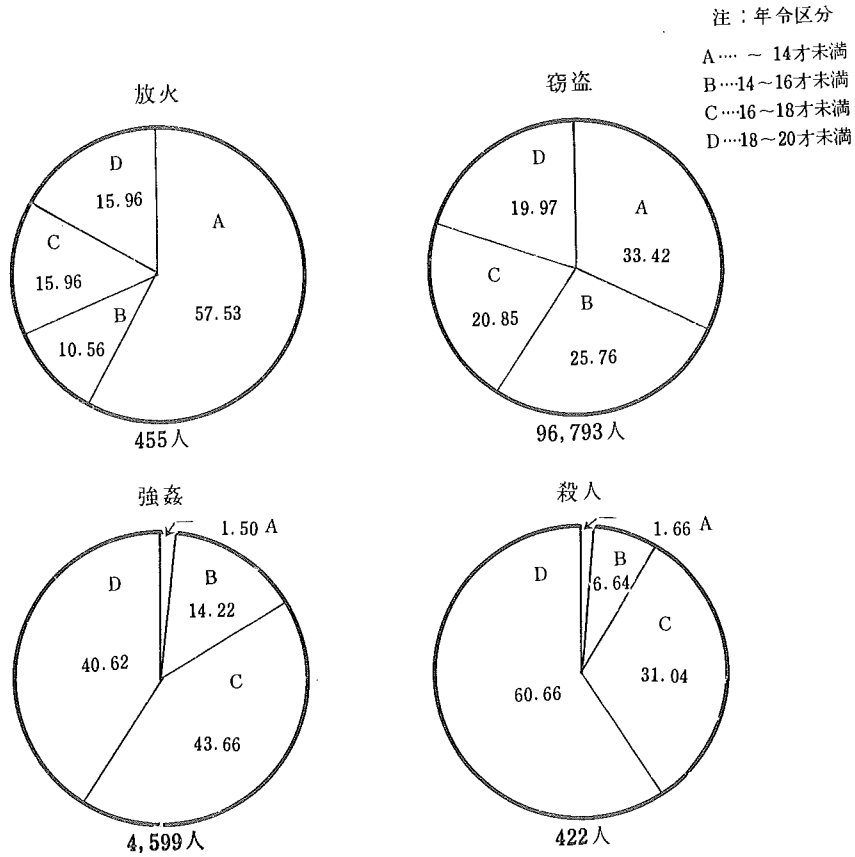 注：年令区分
A…. ～ 14才未満
B…14～16才未満
C…16～18才未満
D…18～20才未満
放火
D
15.96
A
57.53
C
15.96
B
10.56
455人
窃盗
D
19.97
A
33.42
C
20.85
B
25.76
96,793人
強姦
1.50 A
D
40.62
B
14.22
C
43.66
4,599人
殺人
1.66 A
D
60.66
B
6.64
C
31.04
422人